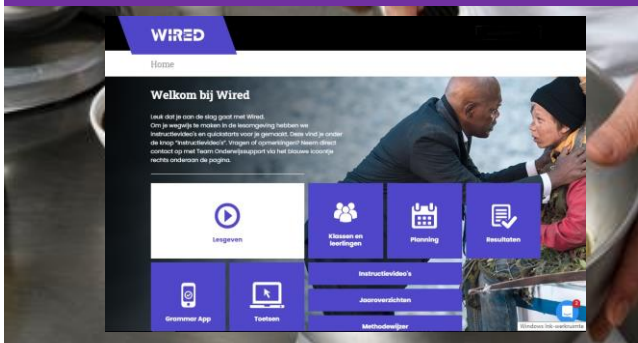 WIRED
Home
Welkom bij Wired
Leuk dat je aan de slag gaat met Wired.
Om je wegwijs te maken in de lesomgeving hebben we
instructievideo's en quickstarts voor je gemaakt. Deze vind je onder
de knop "Instructievideo's". Vragen of opmerkingen? Neem direct
contact op met Team Onderwijssupport via het blauwe icoontje
rechts onderaan de pagina.
Lesgeven
Klassen en
leerlingen
Planning
Resultaten
Grammar App
Toetsen
Instructievideo's
Jaaroverzichten
Methodewijzer
2
Windows Ink-werkruimte